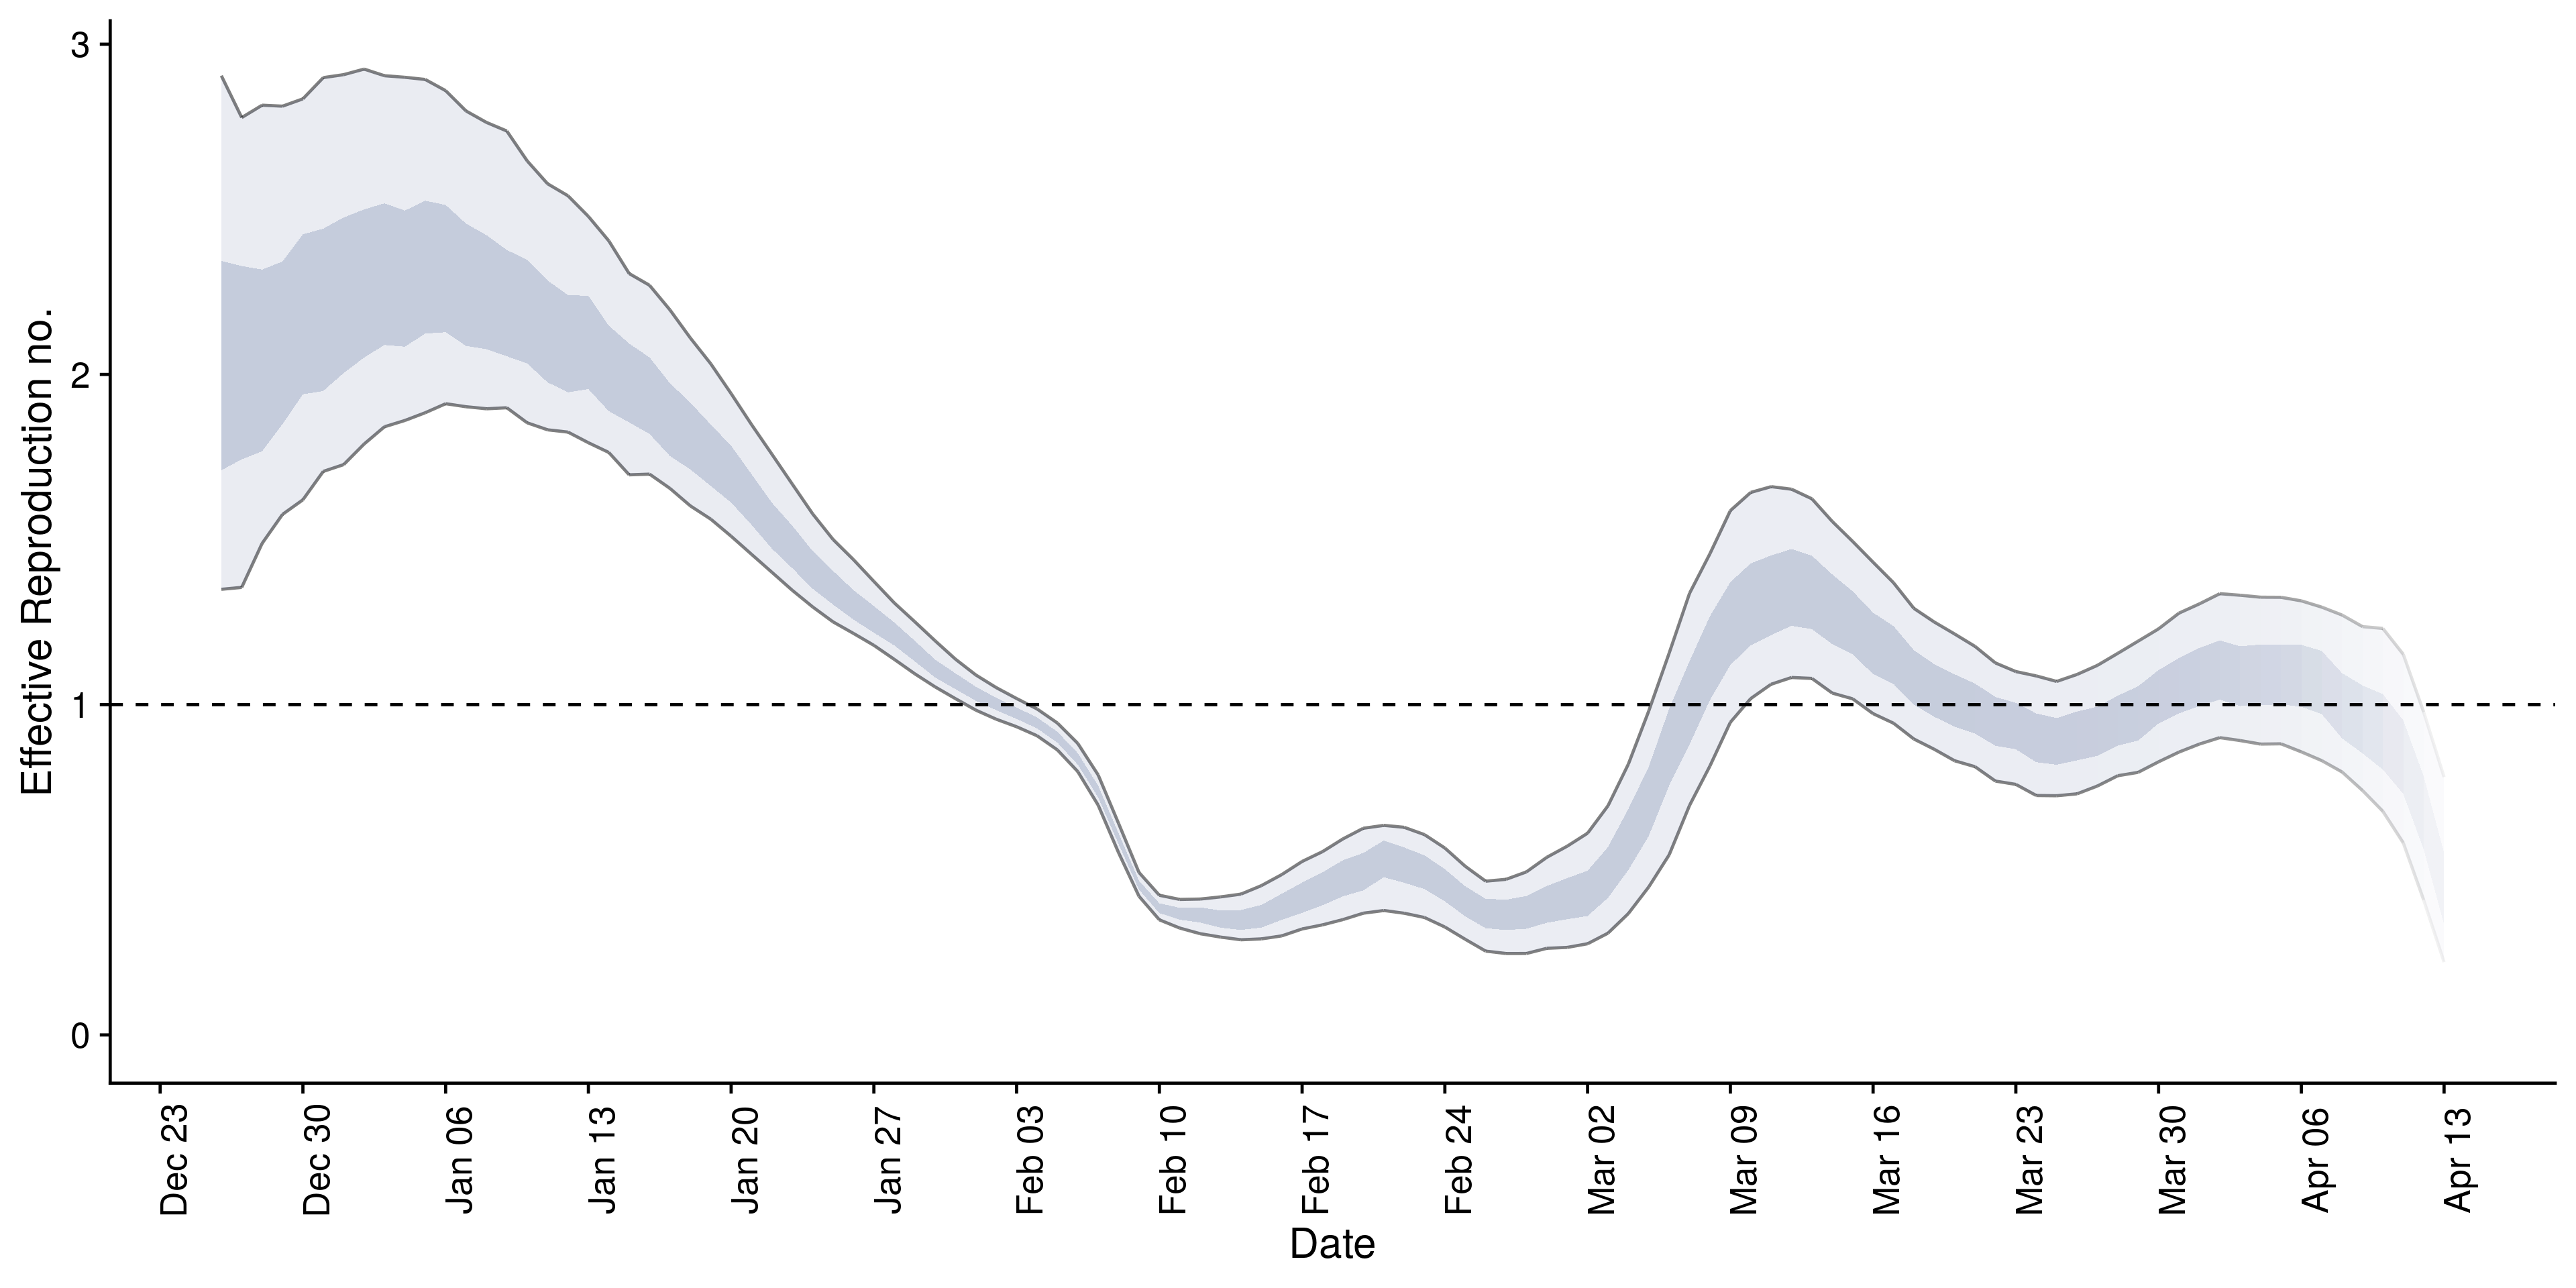 Effective Reproduction no.
3
2
1
0
Dec 23
Dec 30
Jan 06
Jan 13
Jan 20
Jan 27
Feb 03
Feb 10
Feb 17
Feb 24
Mar 02
Mar 09
Mar 16
Mar 23
Mar 30
Apr 06
Apr 13
Date